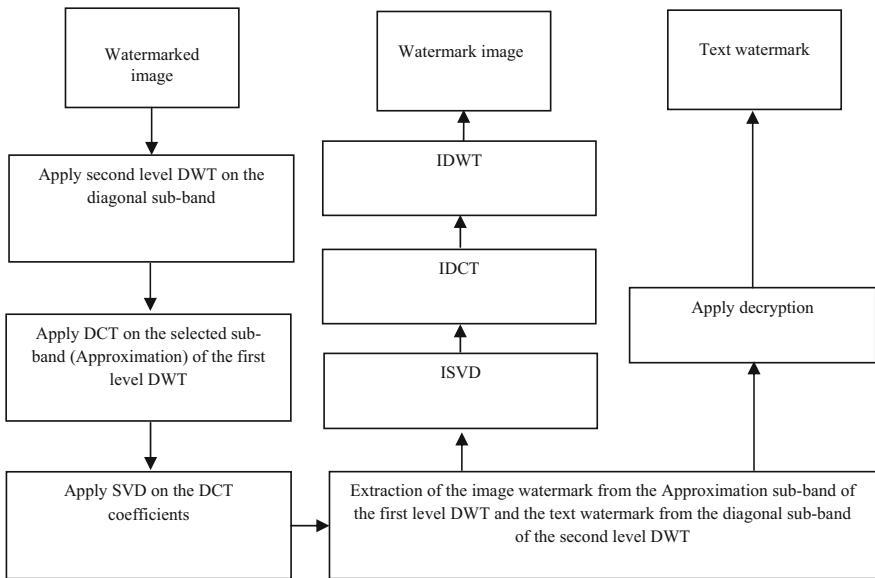 Watermarked
image
Apply second level DWT on the
diagonal sub-band
Apply DCT on the selected sub-
band (Approximation) of the first
level DWT
Apply SVD on the DCT
coefficients
Extraction of the image watermark from the Approximation sub-band of
the first level DWT and the text watermark from the diagonal sub-band
of the second level DWT
ISVD
IDCT
IDWT
Watermark image
Apply decryption
Text watermark